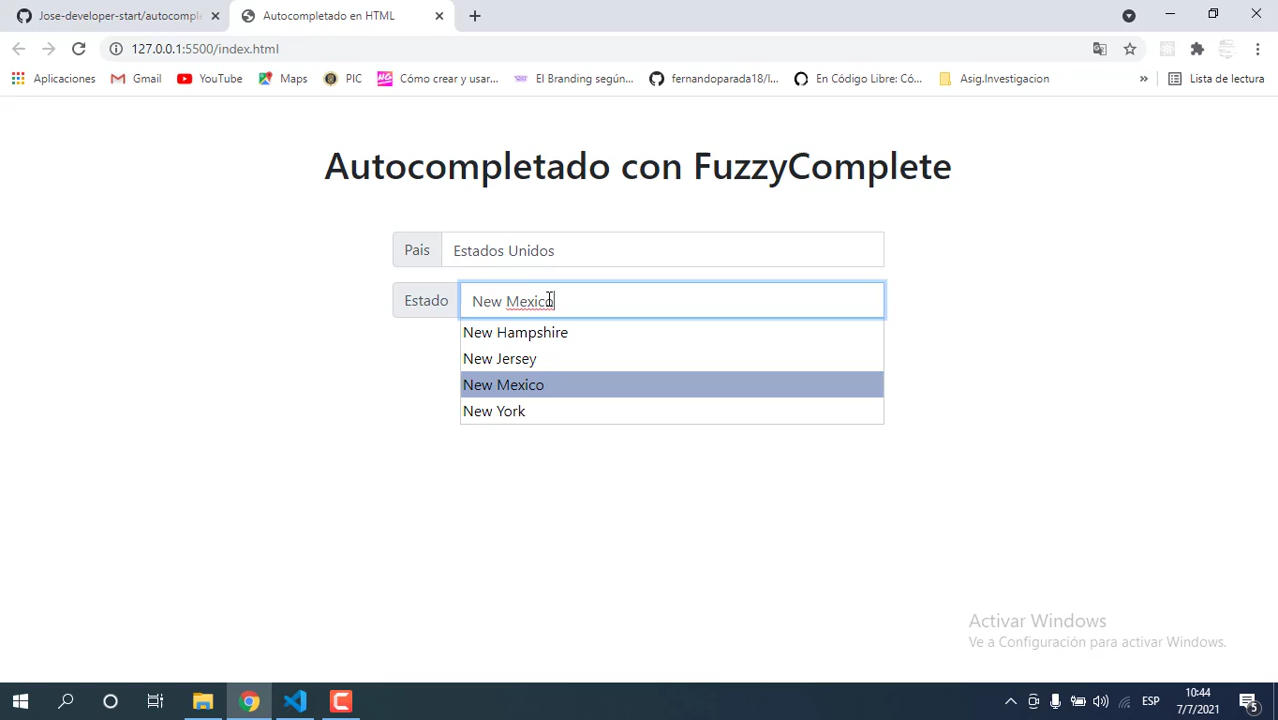 Jose-developer-start/autocomple
Autocompletado en HTML
127.0.0.1:5500/index.html
Aplicaciones
Gmail
YouTube
Maps
PIC
Cómo crear y usar...
El Branding según...
fernandoparada18/l...
En Código Libre: Có...
Asig.Investigacion
»
Lista de lectura
Autocompletado con FuzzyComplete
Pais
Estados Unidos
Estado
New Mexico
New Hampshire
New Jersey
New Mexico
New York
Activar Windows
Ve a Configuración para activar Windows.
ESP
10:44
7/7/2021
5